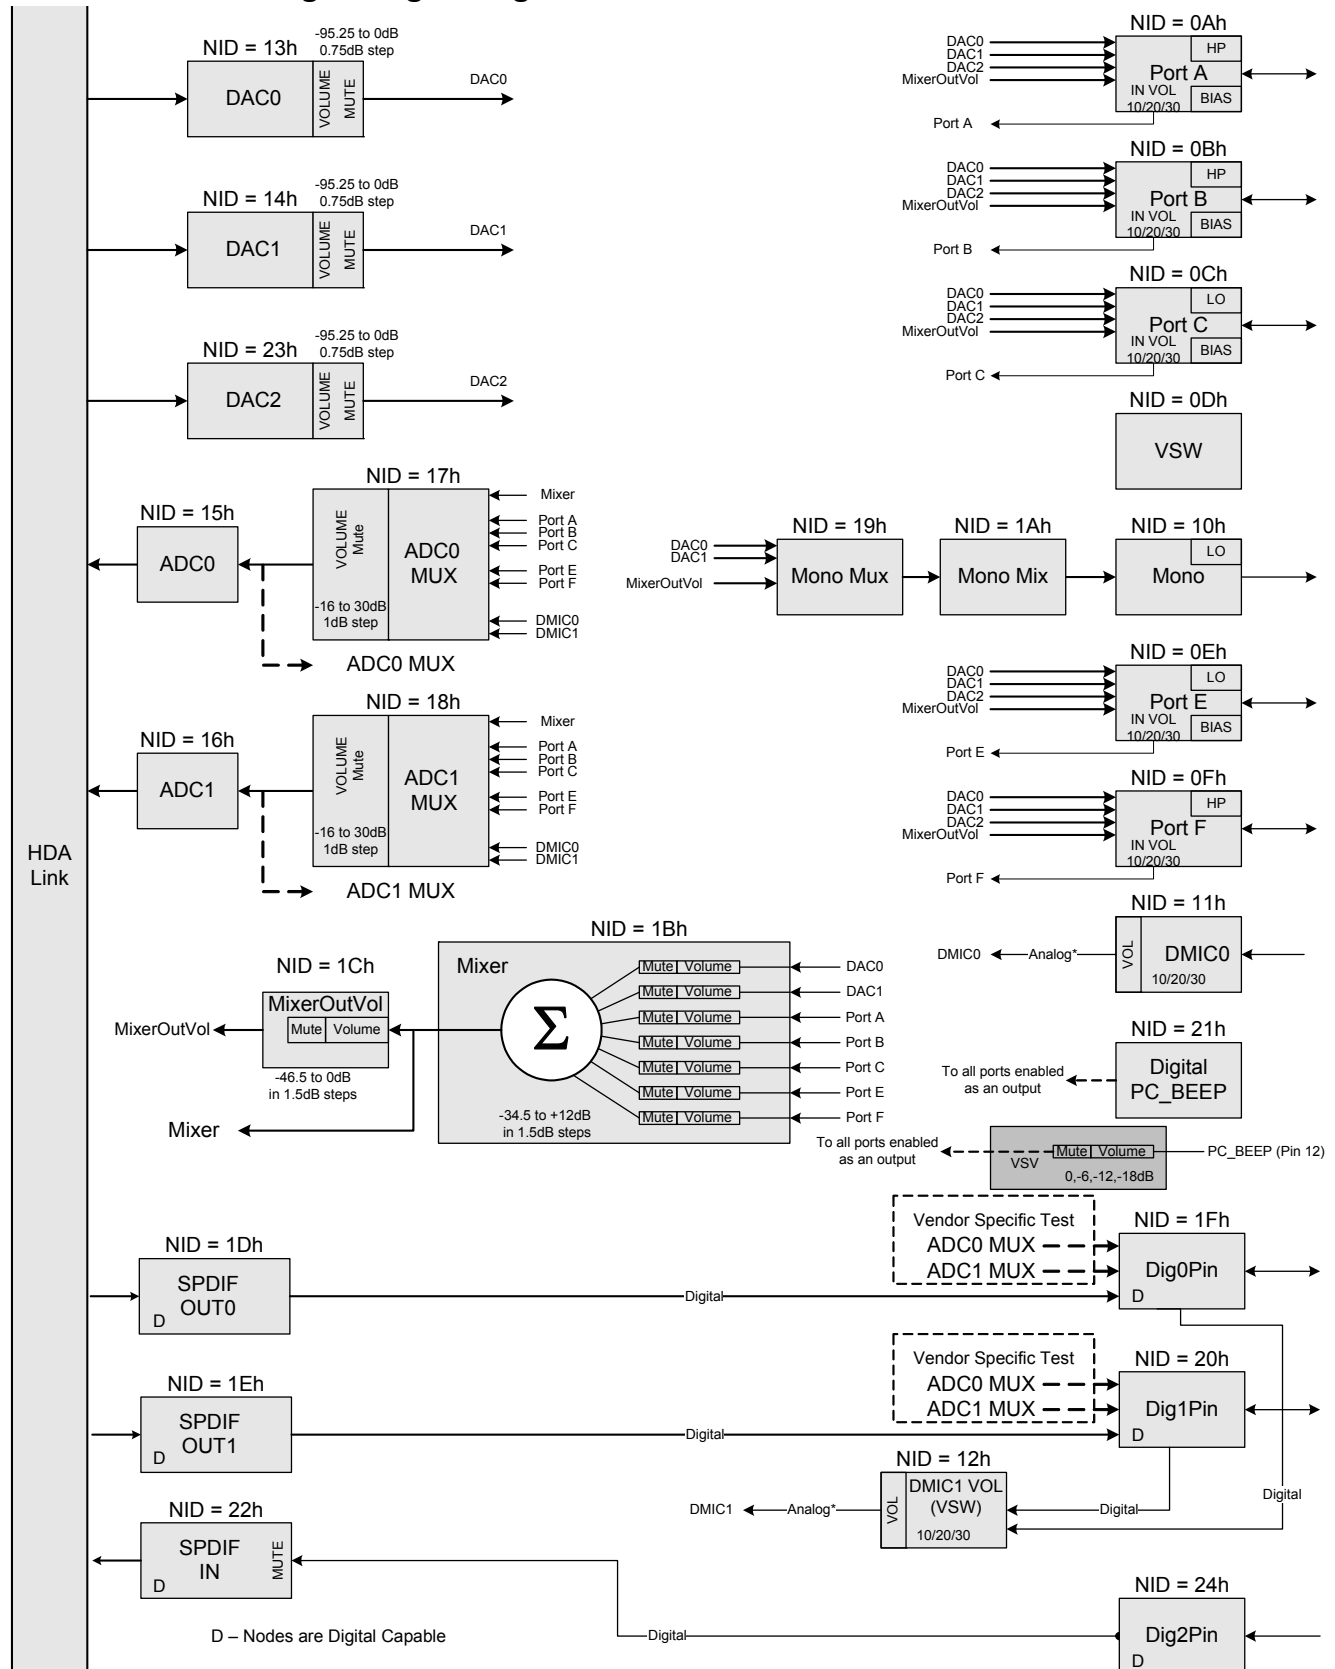 NID = 13h
-95.25 to 0dB
0.75dB step
DAC0
VOLUME
MUTE
DAC0
NID = 14h
-95.25 to 0dB
0.75dB step
DAC1
VOLUME
MUTE
DAC1
NID = 23h
-95.25 to 0dB
0.75dB step
DAC2
VOLUME
MUTE
DAC2
NID = 17h
VOLUME
Mute
-16 to 30dB
1dB step
ADC0
MUX
Mixer
Port A
Port B
Port C
Port E
Port F
DMIC0
DMIC1
NID = 15h
ADC0
ADC0 MUX
NID = 18h
VOLUME
Mute
-16 to 30dB
1dB step
ADC1
MUX
Mixer
Port A
Port B
Port C
Port E
Port F
DMIC0
DMIC1
NID = 16h
ADC1
ADC1 MUX
HDA
Link
NID = 0Ah
DAC0
DAC1
DAC2
MixerOutVol
HP
Port A
IN VOL
10/20/30
BIAS
Port A
NID = 0Bh
DAC0
DAC1
DAC2
MixerOutVol
HP
Port B
IN VOL
10/20/30
BIAS
Port B
NID = 0Ch
DAC0
DAC1
DAC2
MixerOutVol
LO
Port C
IN VOL
10/20/30
BIAS
Port C
NID = 0Dh
VSW
NID = 19h
DAC0
DAC1
MixerOutVol
Mono Mux
NID = 1Ah
Mono Mix
NID = 10h
LO
Mono
NID = 0Eh
DAC0
DAC1
DAC2
MixerOutVol
LO
Port E
IN VOL
10/20/30
BIAS
Port E
NID = 0Fh
DAC0
DAC1
DAC2
MixerOutVol
HP
Port F
IN VOL
10/20/30
Port F
NID = 11h
DMIC0
Analog*
VOL
DMIC0
10/20/30
NID = 1Bh
Mixer
Σ
Mute Volume
DAC0
Mute Volume
DAC1
Mute Volume
Port A
Mute Volume
Port B
Mute Volume
Port C
Mute Volume
Port E
Mute Volume
Port F
-34.5 to +12dB
in 1.5dB steps
NID = 1Ch
MixerOutVol
Mute Volume
MixerOutVol
-46.5 to 0dB
in 1.5dB steps
Mixer
NID = 21h
Digital
PC_BEEP
To all ports enabled
as an output
To all ports enabled
as an output
VSV
Mute Volume
0,-6,-12,-18dB
PC_BEEP (Pin 12)
NID = 1Dh
SPDIF
OUT0
D
Digital
Vendor Specific Test
ADC0 MUX
ADC1 MUX
NID = 1Fh
Dig0Pin
D
NID = 1Eh
SPDIF
OUT1
D
Digital
Vendor Specific Test
ADC0 MUX
ADC1 MUX
NID = 20h
Dig1Pin
D
NID = 12h
DMIC1
Analog*
VOL
DMIC1 VOL
(VSW)
10/20/30
Digital
Digital
NID = 22h
SPDIF
IN
MUTE
D
Digital
NID = 24h
Dig2Pin
D
D – Nodes are Digital Capable